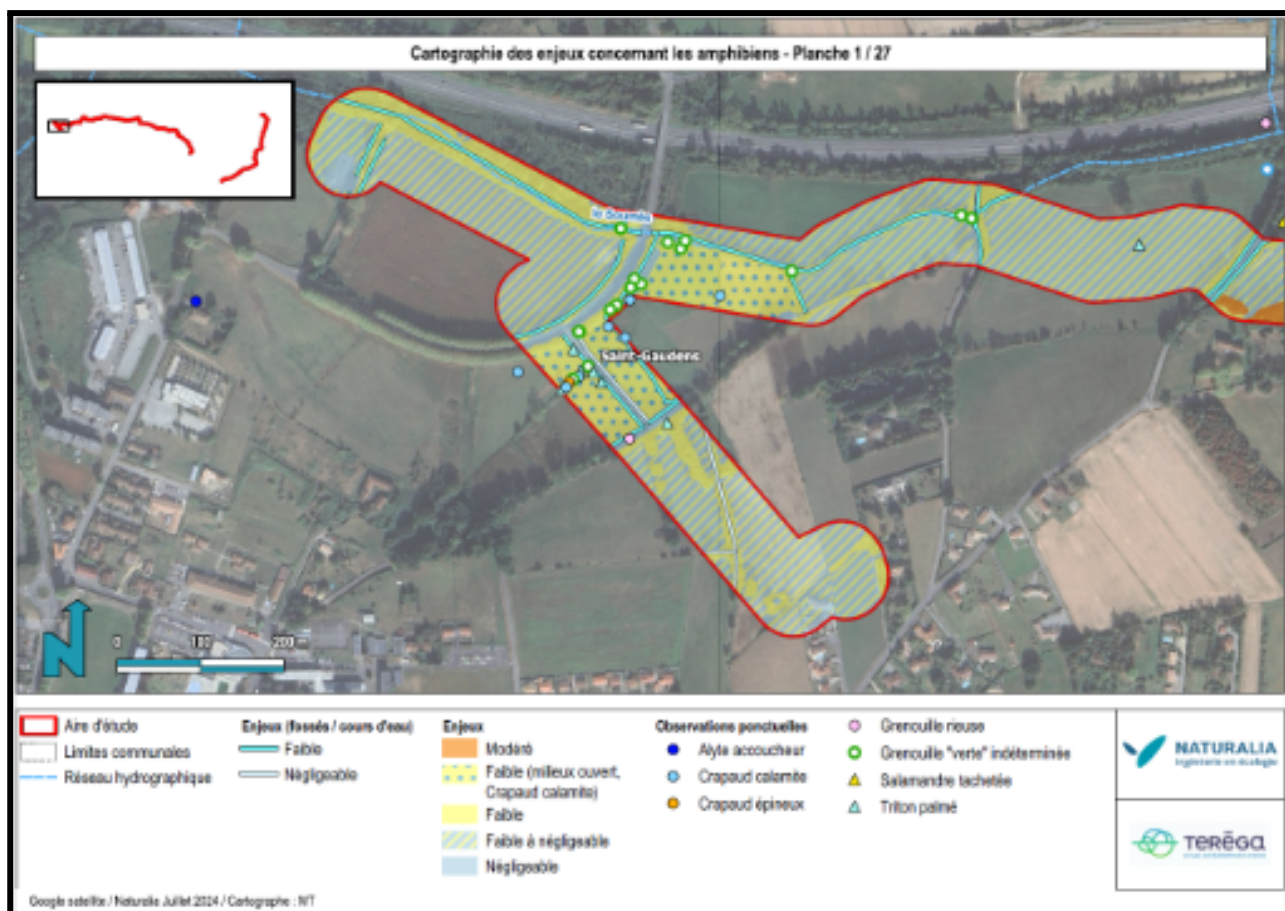 Cartographie des enjeux concernant les amphibiens - Planche 1 / 27
le Soumès
Saint-Gaudens
N
0 100 200 m
Aire d'étude
Limites communales
Réseau hydrographique
Enjeux (fossés / cours d'eau)
Faible
Négligeable
Enjeux
Modéré
Faible (milieux ouvert,
Crapaud calamite)
Faible
Faible à négligeable
Négligeable
Observations ponctuelles
Alyte accoucheur
Crapaud calamite
Crapaud épineux
Grenouille rieuse
Grenouille "verte" indéterminée
Salamandre tachetée
Triton palmé
NATURALIA
Ingénierie en écologie
TERĒGA
Google satellite / Naturalia Juillet 2024 / Cartographe : NT